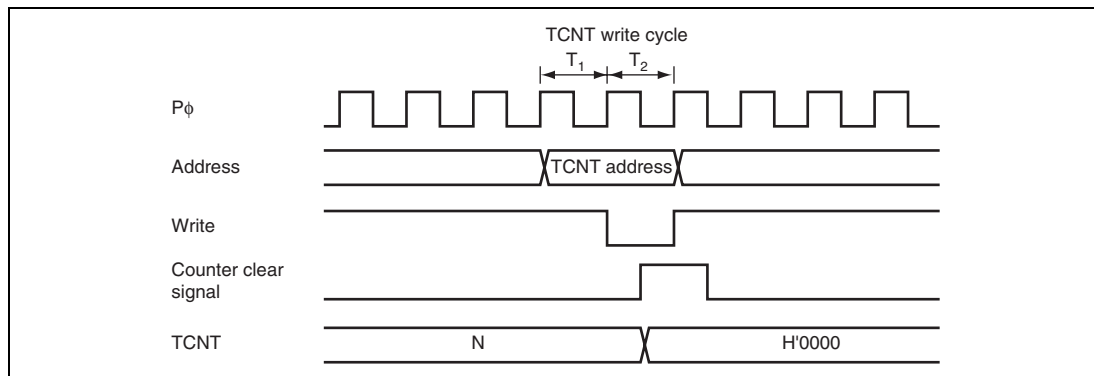 TCNT write cycle
T1 T2
Pϕ
Address
TCNT address
Write
Counter clear
signal
TCNT
N
H'0000